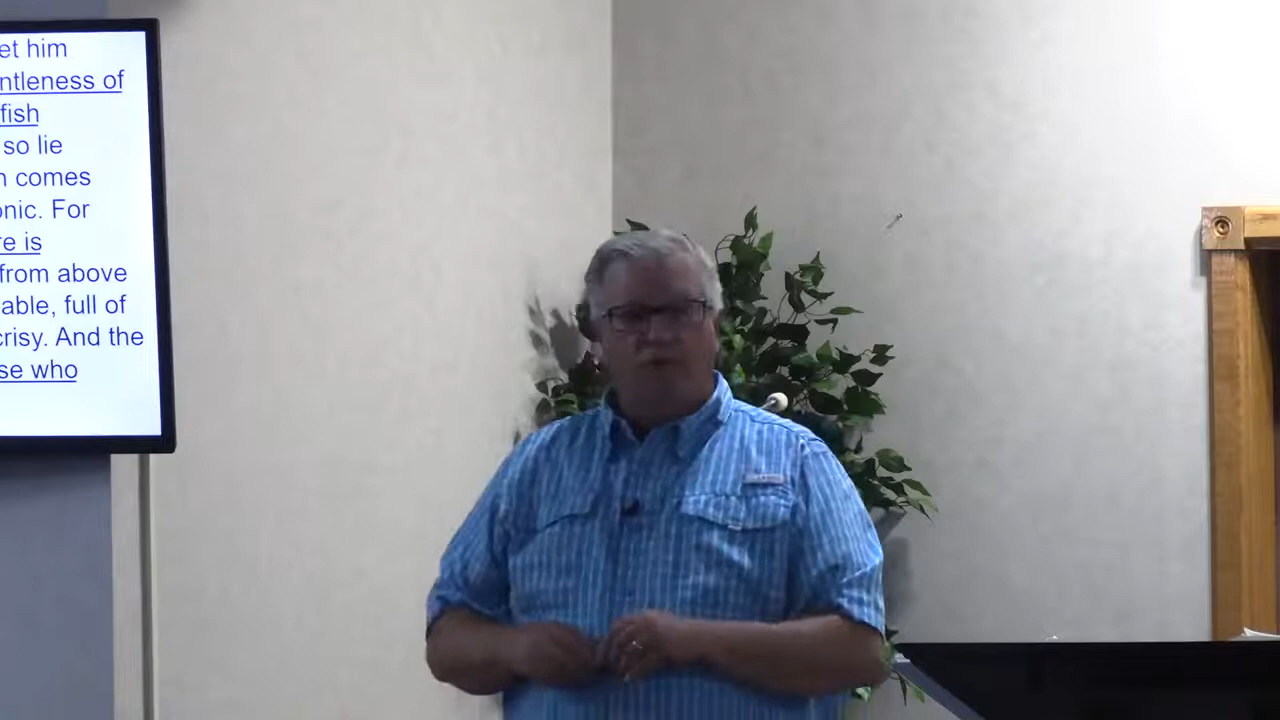 et him
ntleness of
fish
so lie
comes
onic. For
re is
from above
able, full of
crisy. And the
se who